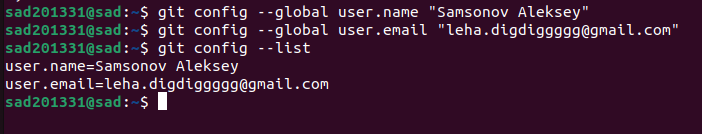 sad201331@sad:~$ git config --global user.name "Samsonov Aleksey"
sad201331@sad:~$ git config --global user.email "leha.digdiggggg@gmail.com"
sad201331@sad:~$ git config --list
user.name=Samsonov Aleksey
user.email=leha.digdiggggg@gmail.com
sad201331@sad:~$